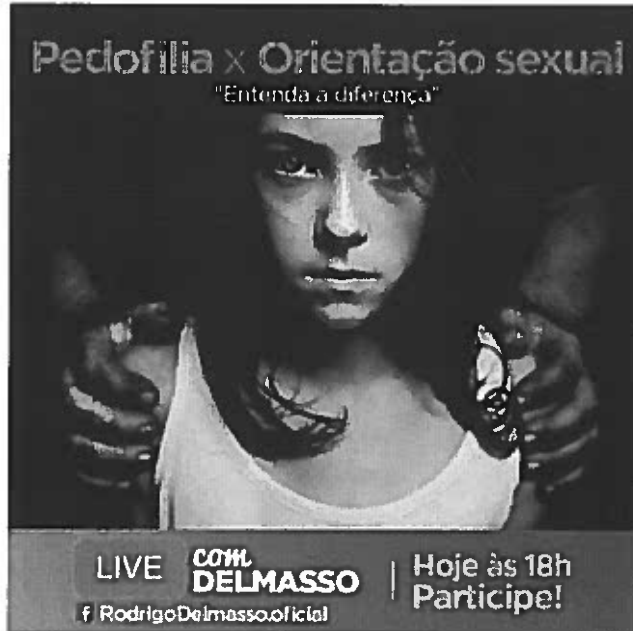 Pedofilia x Orientação sexual
"Entenda a diferença"
LIVE com DELMASSO
f RodrigoDelmasso.oficial
Hoje às 18h
Participe!